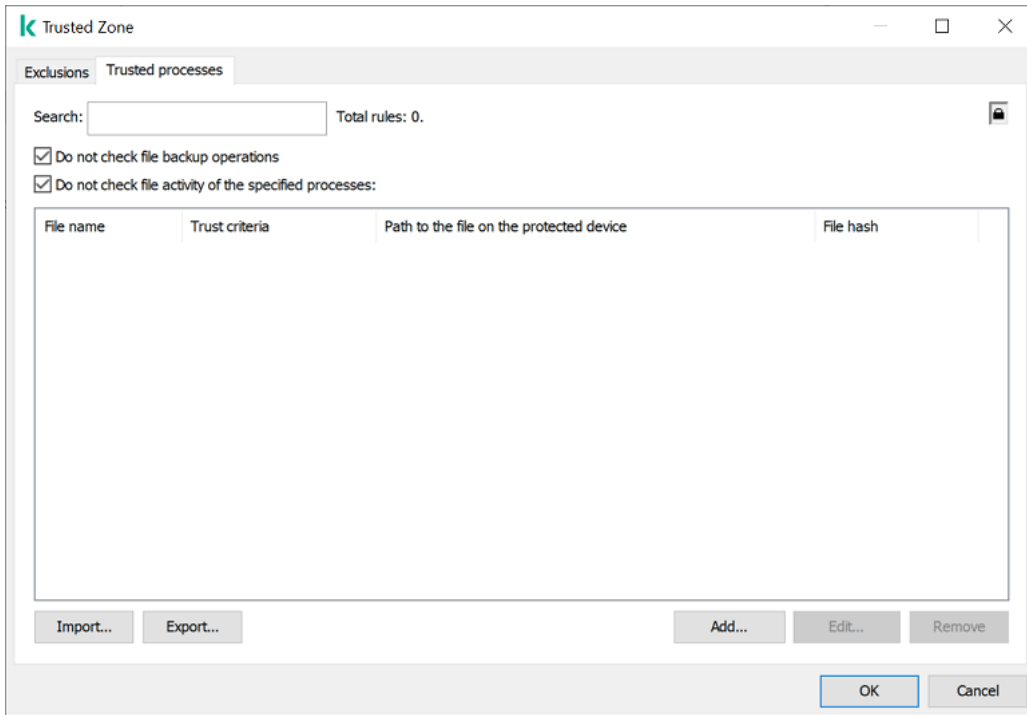 Trusted Zone
Exclusions Trusted processes
Search: Total rules: 0.
Do not check file backup operations
Do not check file activity of the specified processes:
File name Trust criteria Path to the file on the protected device File hash
Import... Export... Add... Edit... Remove
OK Cancel